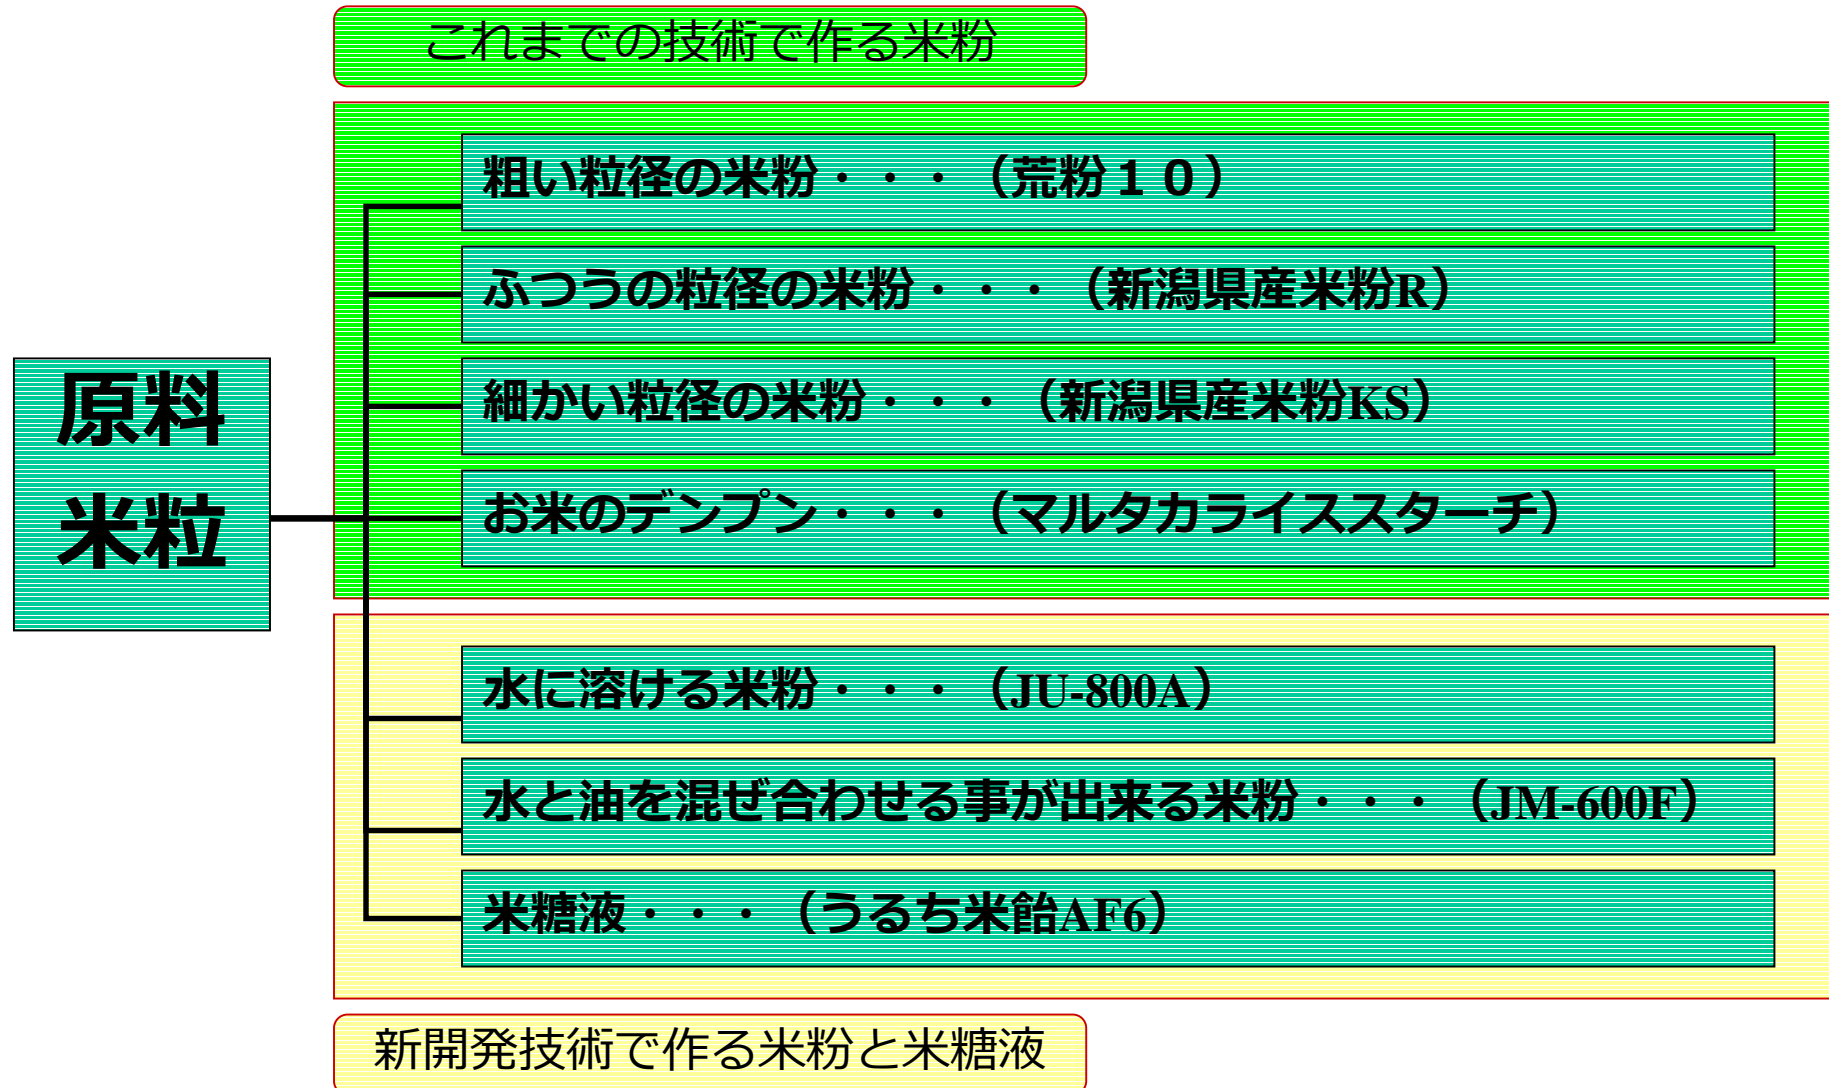 これまでの技術で作る米粉
粗い粒径の米粉・・・（荒粉１０）
ふつうの粒径の米粉・・・（新潟県産米粉R）
細かい粒径の米粉・・・（新潟県産米粉KS）
お米のデンプン・・・（マルタカライススターチ）
原料
米粒
水に溶ける米粉・・・（JU-800A）
水と油を混ぜ合わせる事が出来る米粉・・・（JM-600F）
米糖液・・・（うるち米飴AF6）
新開発技術で作る米粉と米糖液